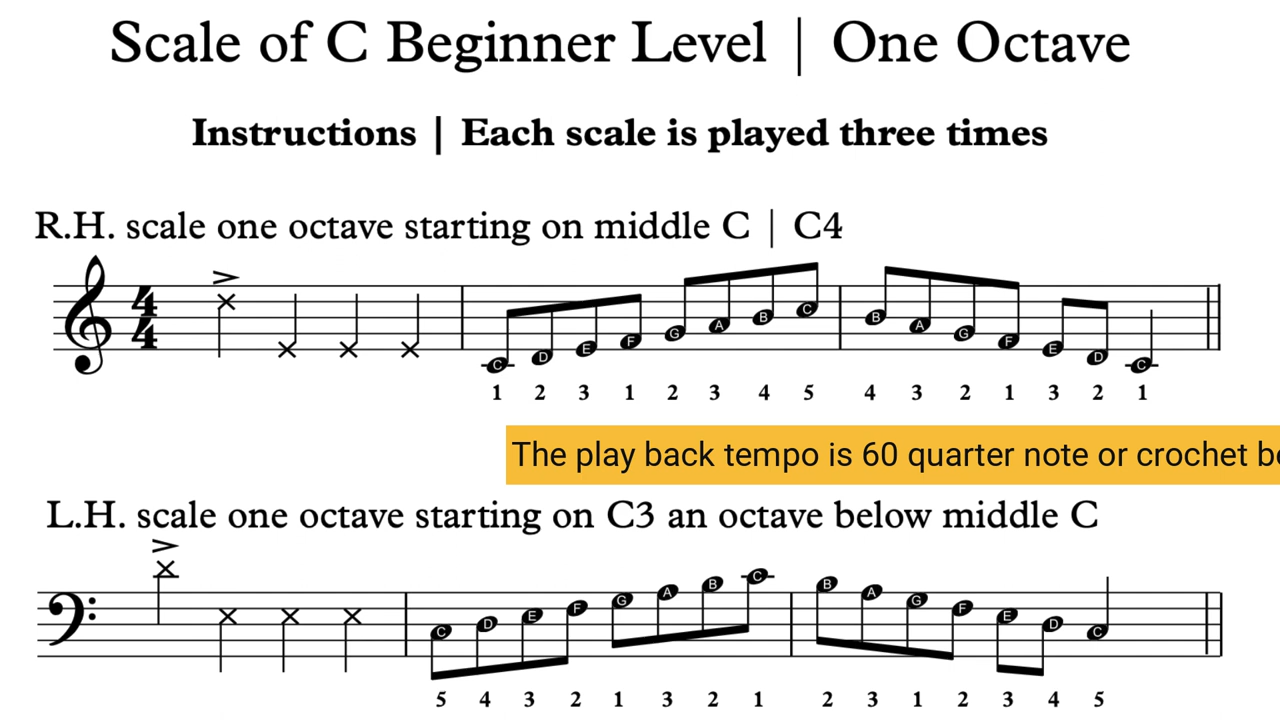 Scale of C Beginner Level | One Octave
Instructions | Each scale is played three times
R.H. scale one octave starting on middle C | C4
4
4
C D E F G A B C B A G F E D C
1 2 3 1 2 3 4 5 4 3 2 1 3 2 1
The play back tempo is 60 quarter note or crochet
L.H. scale one octave starting on C3 an octave below middle C
C D E F G A B C B A G F E D C
5 4 3 2 1 3 2 1 2 3 1 2 3 4 5